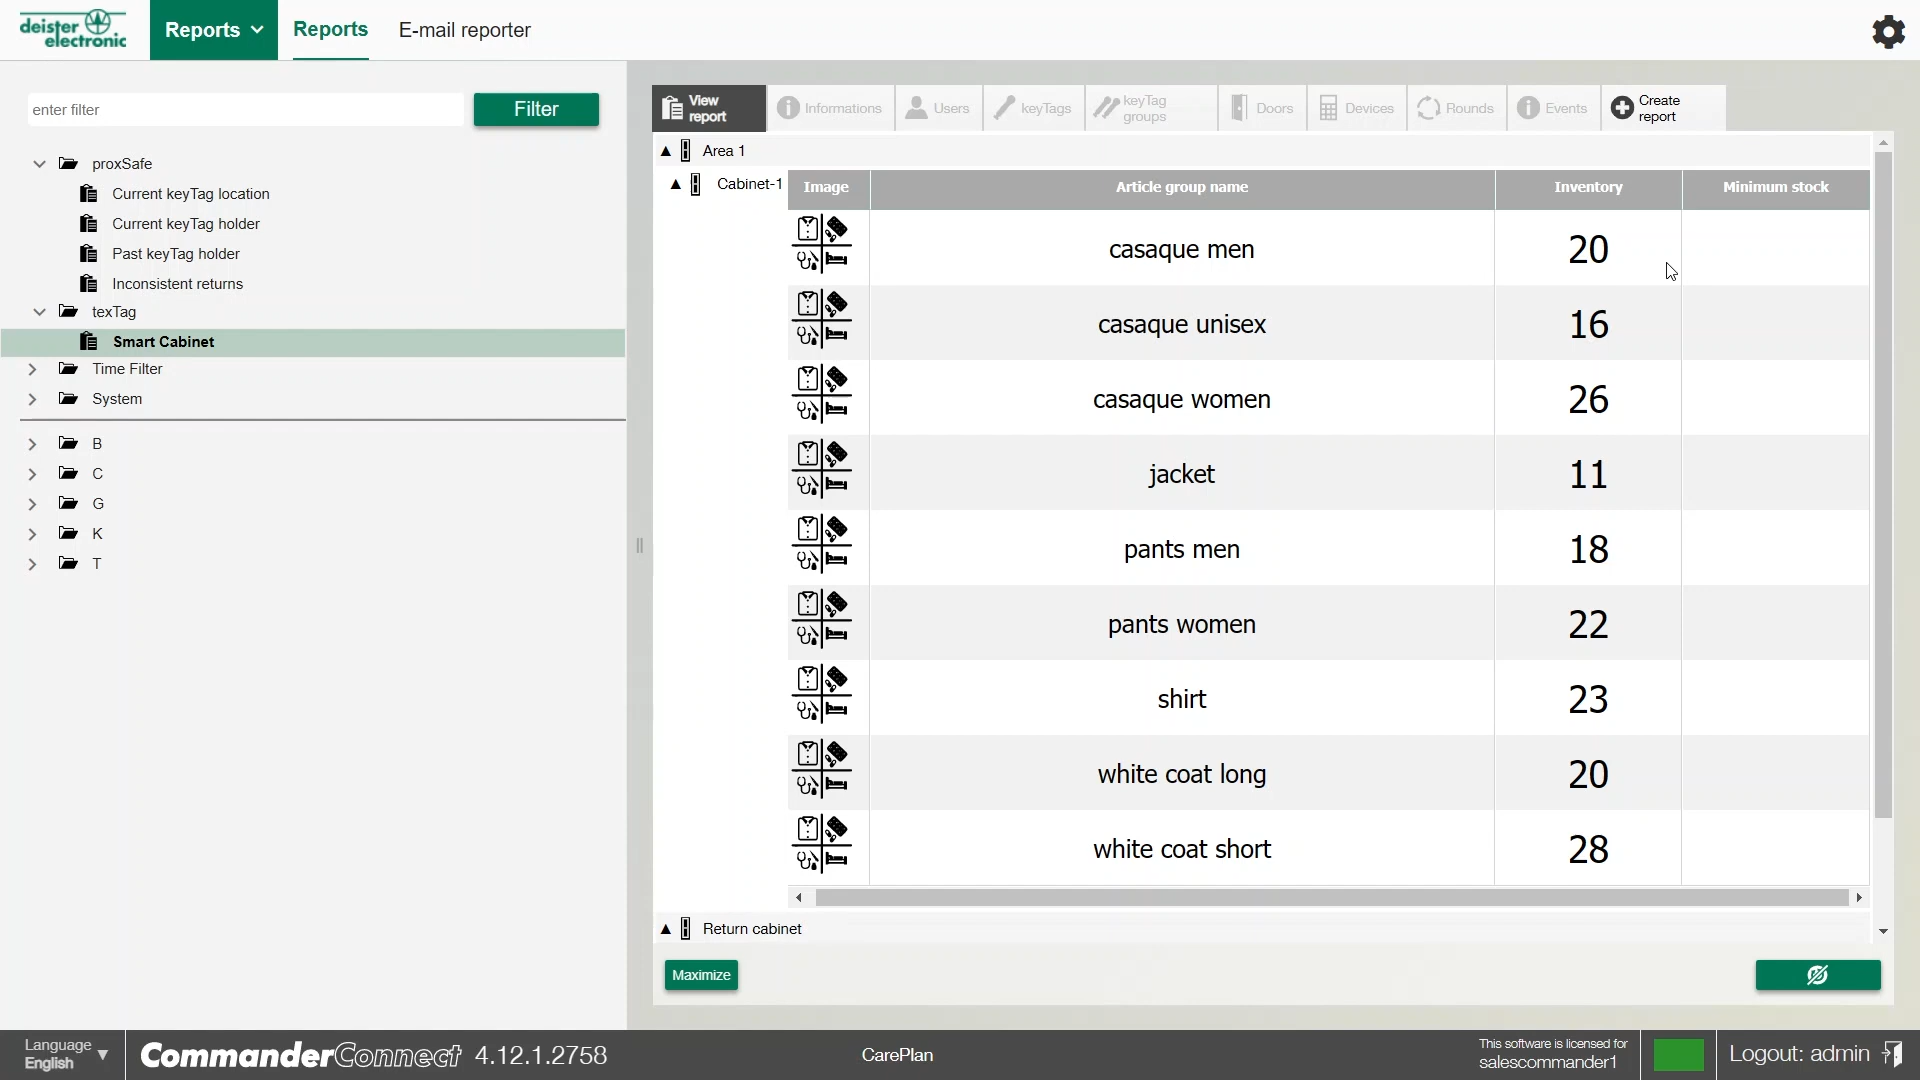 deister
electronic
Reports
Reports
E-mail reporter
enter filter
Filter
proxSafe
Current keyTag location
Current keyTag holder
Past keyTag holder
Inconsistent returns
texTag
Smart Cabinet
Time Filter
System
B
C
G
K
T
View
report
Informations
Users
keyTags
keyTag
groups
Doors
Devices
Rounds
Events
Create
report
Area 1
Cabinet-1
Image Article group name Inventory Minimum stock
casaque men 20
casaque unisex 16
casaque women 26
jacket 11
pants men 18
pants women 22
shirt 23
white coat long 20
white coat short 28
Return cabinet
Maximize
Language
English
CommanderConnect 4.12.1.2758
CarePlan
This software is licensed for
salescommander1
Logout: admin